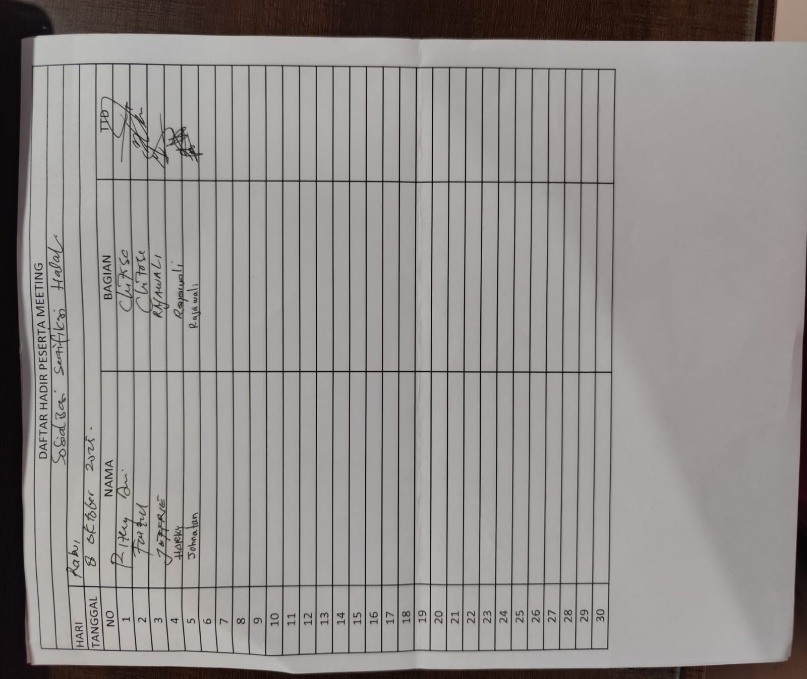 DAFTAR HADIR PESERTA MEETING
Sosialisasi Sertifikasi Halal
HARI Rabu,
TANGGAL 8 Oktober 2025.
NO NAMA BAGIAN TTD
1 Chitose
2 Chitose
3 RAJAWALI
4 HARRY Rajawali
5 Johnatan Rajawali
6
7
8
9
10
11
12
13
14
15
16
17
18
19
20
21
22
23
24
25
26
27
28
29
30